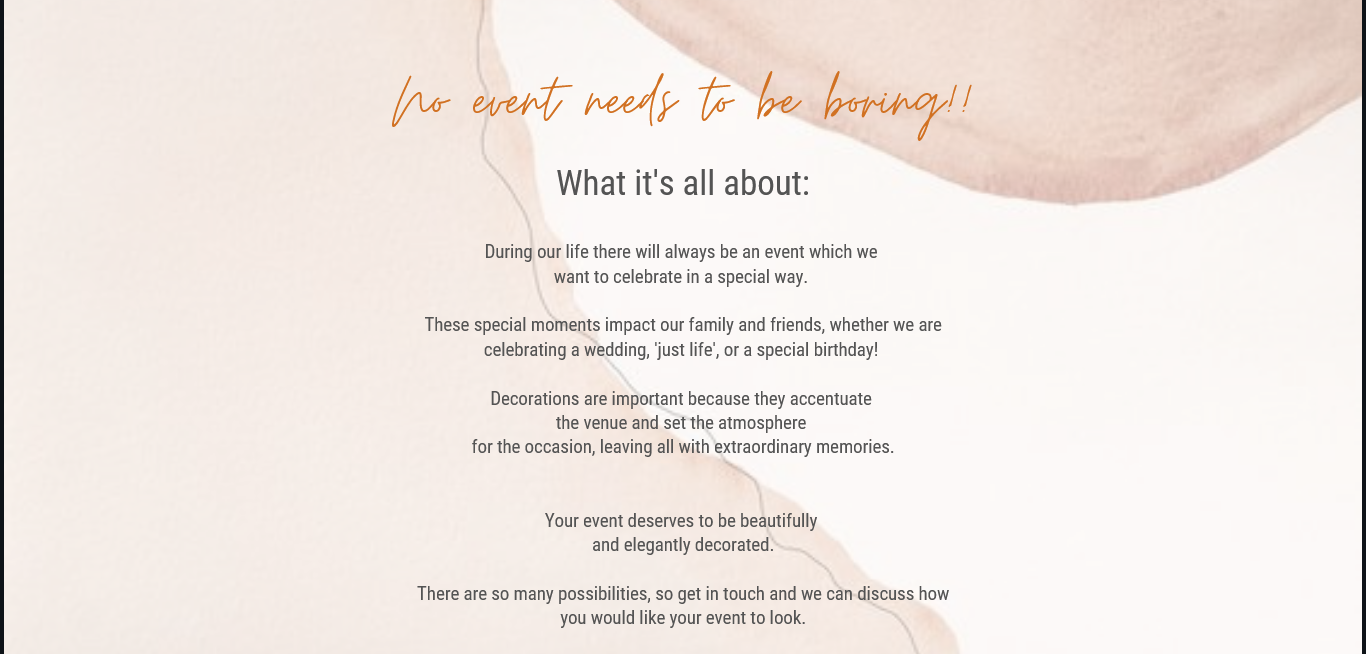 No event needs to be boring!!
What it's all about:
During our life there will always be an event which we
want to celebrate in a special way.
These special moments impact our family and friends, whether we are
celebrating a wedding, 'just life', or a special birthday!
Decorations are important because they accentuate
the venue and set the atmosphere
for the occasion, leaving all with extraordinary memories.
Your event deserves to be beautifully
and elegantly decorated.
There are so many possibilities, so get in touch and we can discuss how
you would like your event to look.